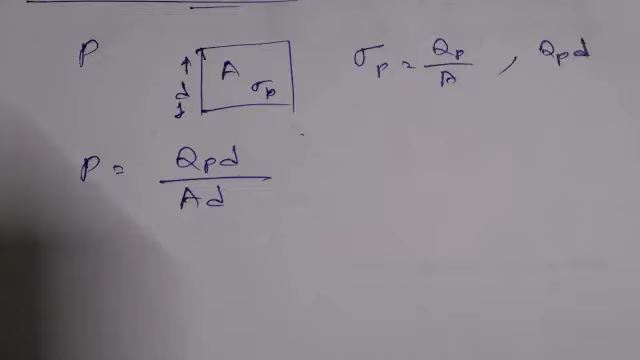 P
d
A
σp
σp = Qp / A , Qpd
P = Qpd / Ad